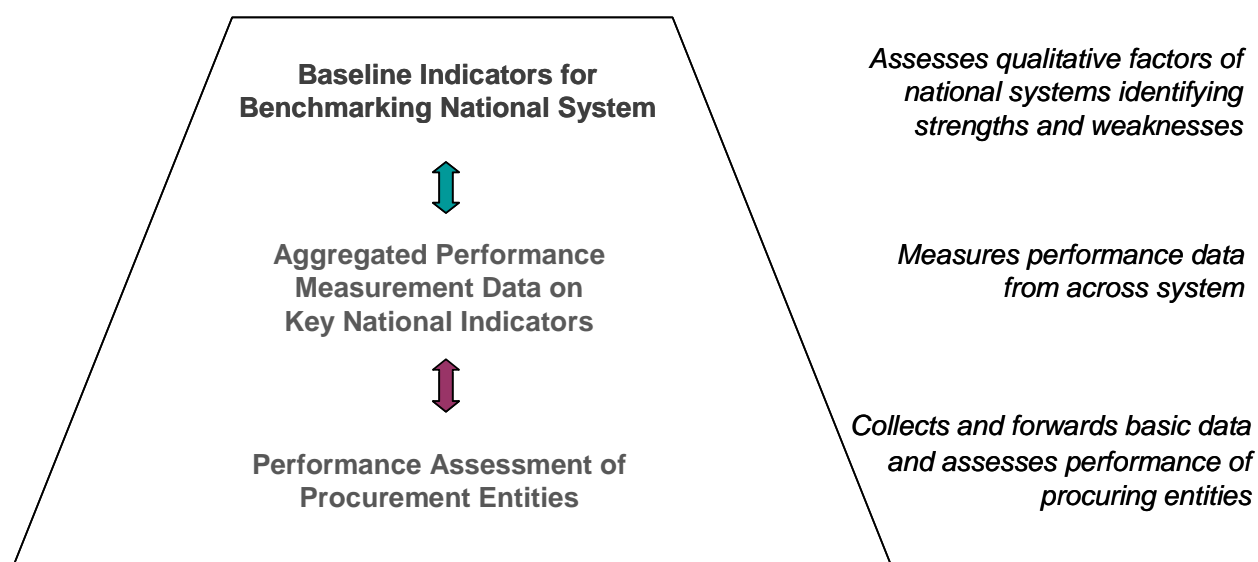 Baseline Indicators for
Benchmarking National System
Assesses qualitative factors of
national systems identifying
strengths and weaknesses
Aggregated Performance
Measurement Data on
Key National Indicators
Measures performance data
from across system
Performance Assessment of
Procurement Entities
Collects and forwards basic data
and assesses performance of
procuring entities